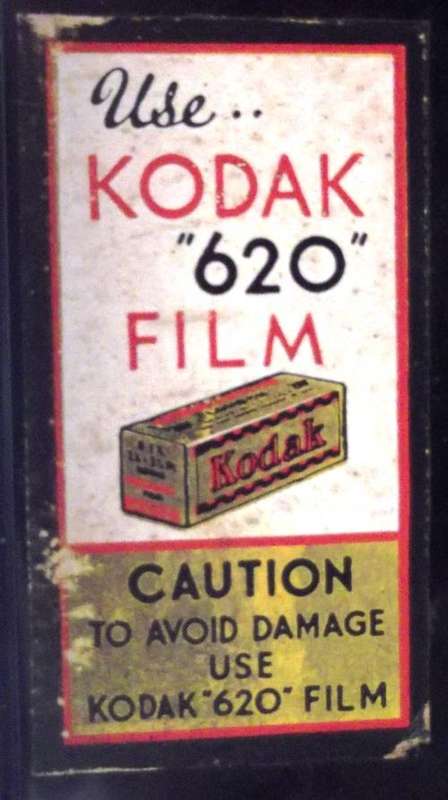 Use..
KODAK
"620"
FILM
Kodak
CAUTION
TO AVOID DAMAGE
USE
KODAK "620" FILM